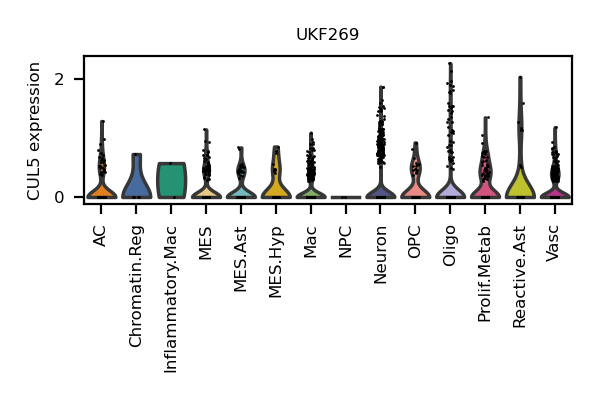 UKF269
CUL5 expression
2
0
AC
Chromatin.Reg
Inflammatory.Mac
MES
MES.Ast
MES.Hyp
Mac
NPC
Neuron
OPC
Oligo
Prolif.Metab
Reactive.Ast
Vasc